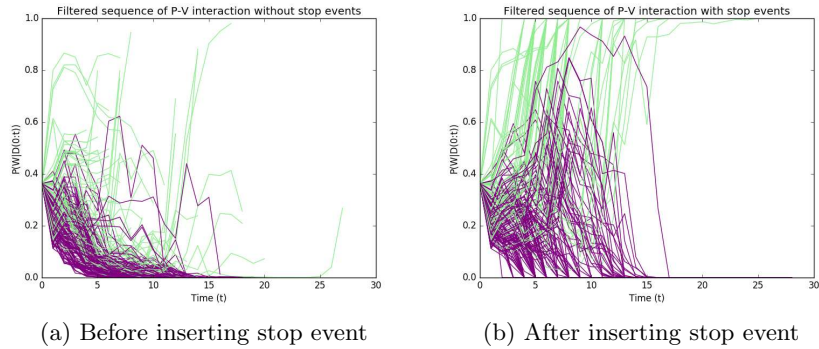 Filtered sequence of P-V interaction without stop events
1.0
0.8
0.6
0.4
0.2
0.0
P(W|D(0:t))
0 5 10 15 20 25 30
Time (t)
(a) Before inserting stop event
Filtered sequence of P-V interaction with stop events
1.0
0.8
0.6
0.4
0.2
0.0
P(W|D(0:t))
0 5 10 15 20 25 30
Time (t)
(b) After inserting stop event